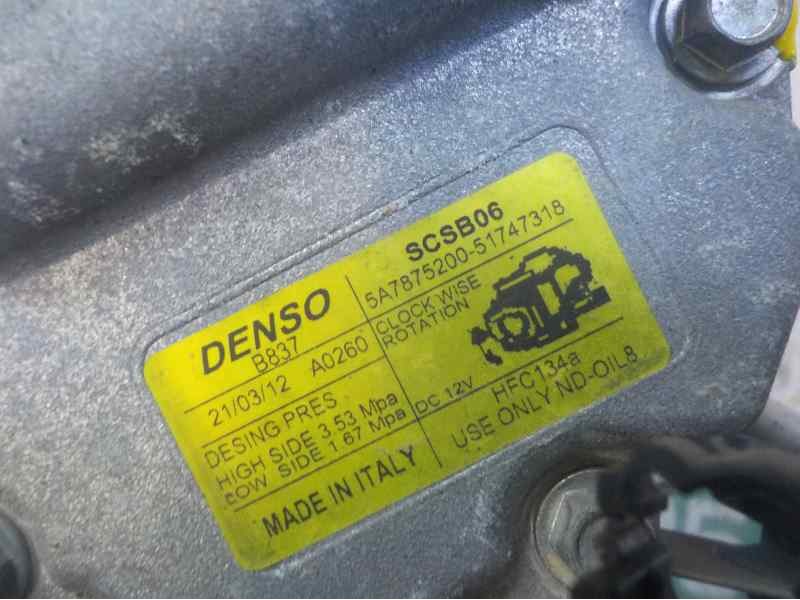 DENSO
B837
21/03/12 A0260
DESING PRES
HIGH SIDE 3,53 Mpa
LOW SIDE 1.67 Mpa
MADE IN ITALY
SCSB06
5A7875200-51747318
CLOCK WISE
ROTATION
DC 12V
HFC134a
USE ONLY ND-OIL8